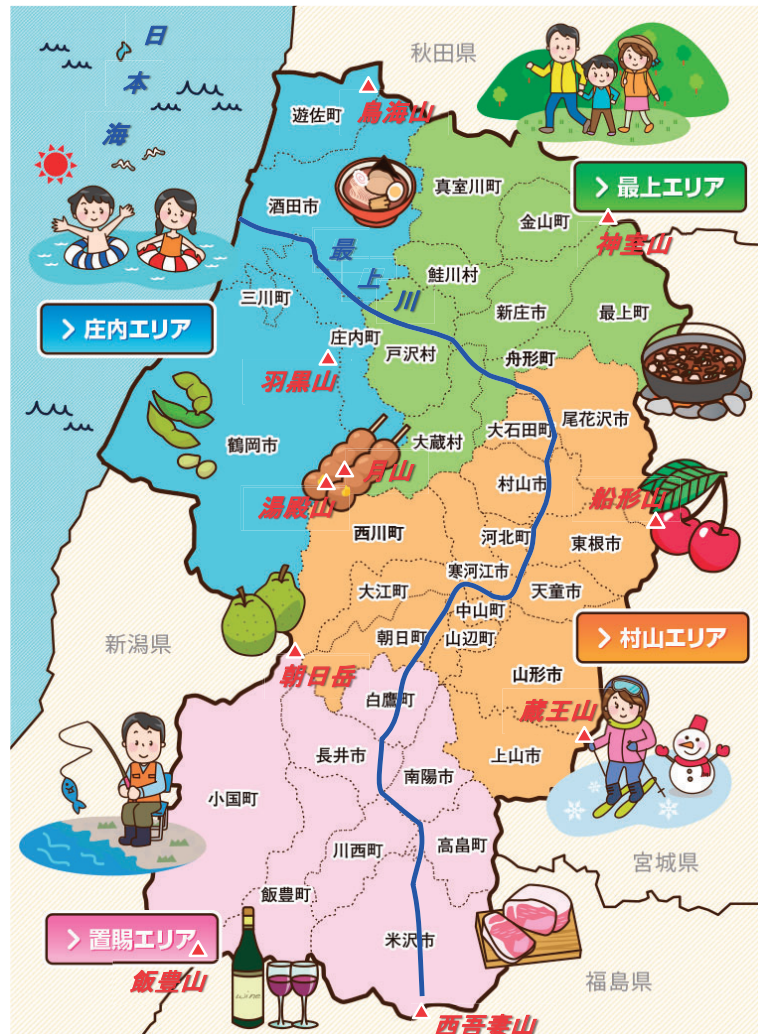 日本海
秋田県
鳥海山
遊佐町
真室川町
> 最上エリア
酒田市
金山町
神室山
最上川
鮭川村
三川町
新庄市
最上町
> 庄内エリア
庄内町
戸沢村
舟形町
羽黒山
尾花沢市
大石田町
鶴岡市
大蔵村
月山
村山市
湯殿山
船形山
西川町
河北町
東根市
寒河江市
大江町
天童市
中山町
新潟県
朝日町
山辺町
> 村山エリア
朝日岳
山形市
白鷹町
蔵王山
長井市
上山市
南陽市
小国町
川西町
高畠町
宮城県
飯豊町
> 置賜エリア
米沢市
飯豊山
福島県
西吾妻山